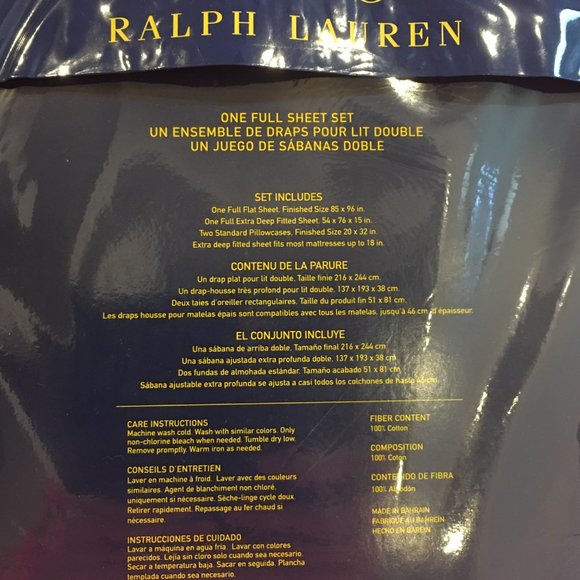 RALPH LAUREN
ONE FULL SHEET SET
UN ENSEMBLE DE DRAPS POUR LIT DOUBLE
UN JUEGO DE SÁBANAS DOBLE
SET INCLUDES
One Full Flat Sheet. Finished Size 85 x 96 in.
One Full Extra Deep Fitted Sheet. 54 x 76 x 15 in.
Two Standard Pillowcases. Finished Size 20 x 32 in.
Extra deep fitted sheet fits most mattresses up to 18 in.
CONTENU DE LA PARURE
Un drap plat pour lit double. Taille finie 216 x 244 cm.
Un drap-housse très profond pour lit double. 137 x 193 x 38 cm.
Deux taies d'oreiller rectangulaires. Taille du produit fin 51 x 81 cm.
Les draps housse pour matelas épais sont compatibles avec tous les matelas, jusqu'à 46 cm. d'épaisseur.
EL CONJUNTO INCLUYE
Una sábana de arriba doble. Tamaño final 216 x 244 cm.
Una sábana ajustada extra profunda doble. 137 x 193 x 38 cm.
Dos fundas de almohada estándar. Tamaño acabado 51 x 81 cm.
Sábana ajustable extra profunda se ajusta a casi todos los colchones de hasta 46 cm.
CARE INSTRUCTIONS
Machine wash cold. Wash with similar colors. Only
non-chlorine bleach when needed. Tumble dry low.
Remove promptly. Warm iron as needed.
CONSEILS D'ENTRETIEN
Laver en machine à froid. Laver avec des couleurs
similaires. Agent de blanchiment non chloré,
uniquement si nécessaire. Sèche-linge cycle doux.
Retirer rapidement. Repassage au fer chaud si
nécessaire.
INSTRUCCIONES DE CUIDADO
Lavar a máquina en agua fria. Lavar con colores
parecidos. Lejía sin cloro solo cuando sea necesario.
Secar a temperatura baja. Sacar en seguida. Plancha
templada cuando sea necesario.
FIBER CONTENT
100% Cotton
COMPOSITION
100% Coton
CONTENIDO DE FIBRA
100% Algodón
MADE IN BAHRAIN
FABRIQUÉ AU BAHREIN
HECHO EN BAREIN